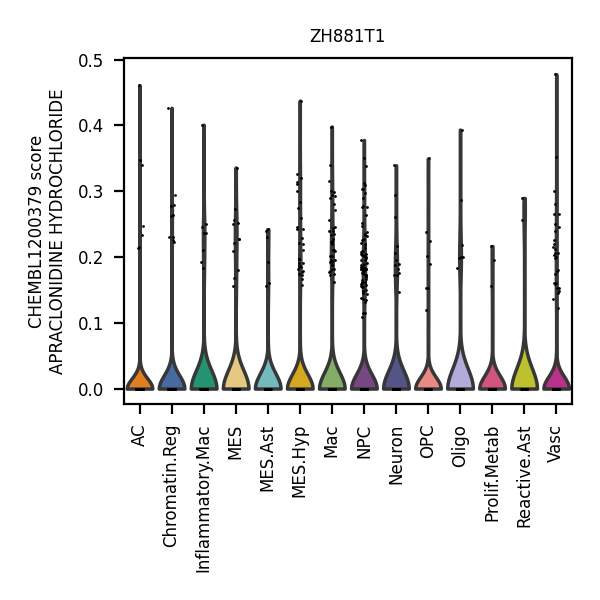 ZH881T1
CHEMBL1200379 score
APRACLONIDINE HYDROCHLORIDE
0.5
0.4
0.3
0.2
0.1
0.0
AC
Chromatin.Reg
Inflammatory.Mac
MES
MES.Ast
MES.Hyp
Mac
NPC
Neuron
OPC
Oligo
Prolif.Metab
Reactive.Ast
Vasc